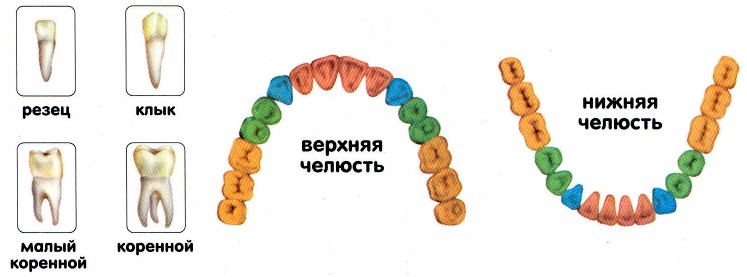 резец
клык
верхняя
челюсть
нижняя
челюсть
малый
коренной
коренной